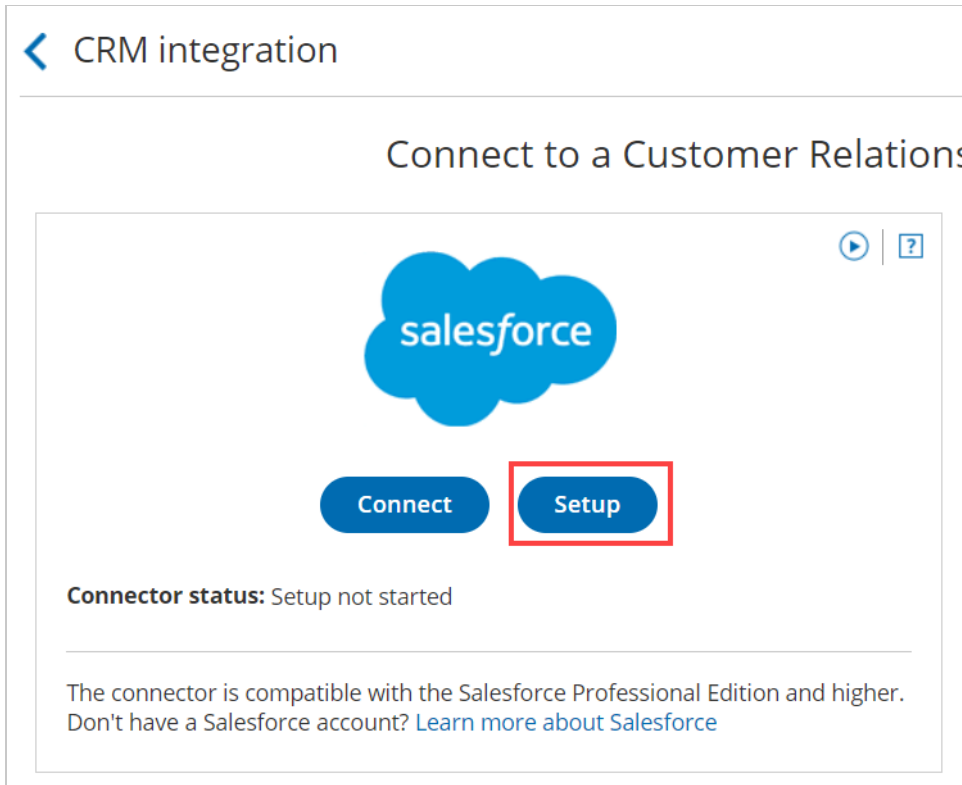 CRM integration
Connect to a Customer Relations
salesforce
Connect
Setup
Connector status: Setup not started
The connector is compatible with the Salesforce Professional Edition and higher.
Don't have a Salesforce account? Learn more about Salesforce